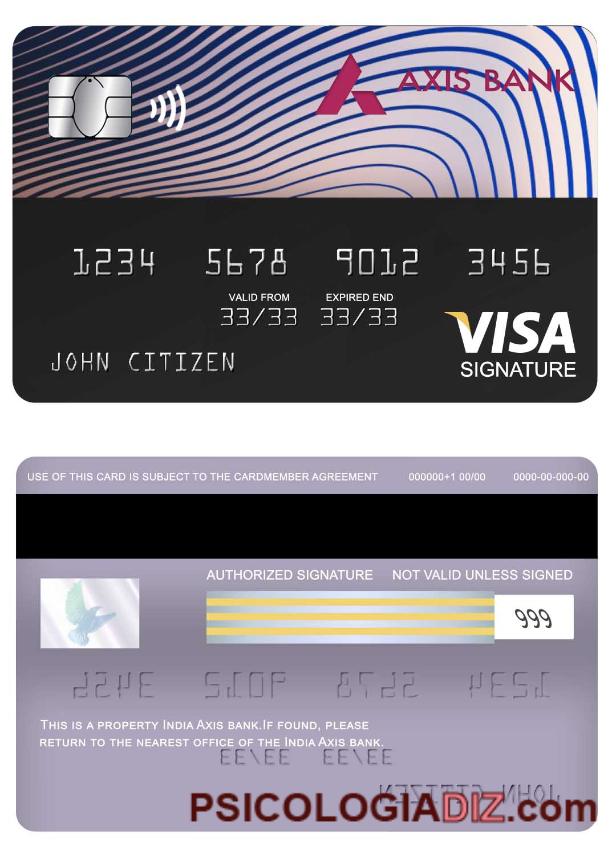 AXIS BANK
1234 5678 9012 3456
VALID FROM EXPIRED END
33/33 33/33
JOHN CITIZEN
VISA
SIGNATURE
USE OF THIS CARD IS SUBJECT TO THE CARDMEMBER AGREEMENT 000000+1 00/00 0000-00-000-00
AUTHORIZED SIGNATURE NOT VALID UNLESS SIGNED
999
THIS IS A PROPERTY INDIA AXIS BANK.IF FOUND, PLEASE
RETURN TO THE NEAREST OFFICE OF THE INDIA AXIS BANK.
PSICOLOGIADIZ.com